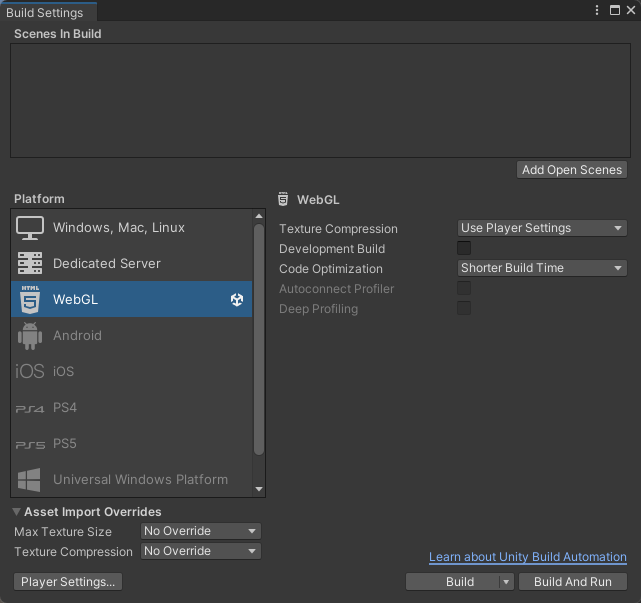 Build Settings
Scenes In Build
Add Open Scenes
Platform
Windows, Mac, Linux
Dedicated Server
HTML
5
WebGL
Android
iOS
iOS
PS4
PS4
PS5
PS5
Universal Windows Platform
5
WebGL
Texture Compression
Use Player Settings
Development Build
Code Optimization
Shorter Build Time
Autoconnect Profiler
Deep Profiling
Asset Import Overrides
Max Texture Size
No Override
Texture Compression
No Override
Learn about Unity Build Automation
Player Settings...
Build
Build And Run